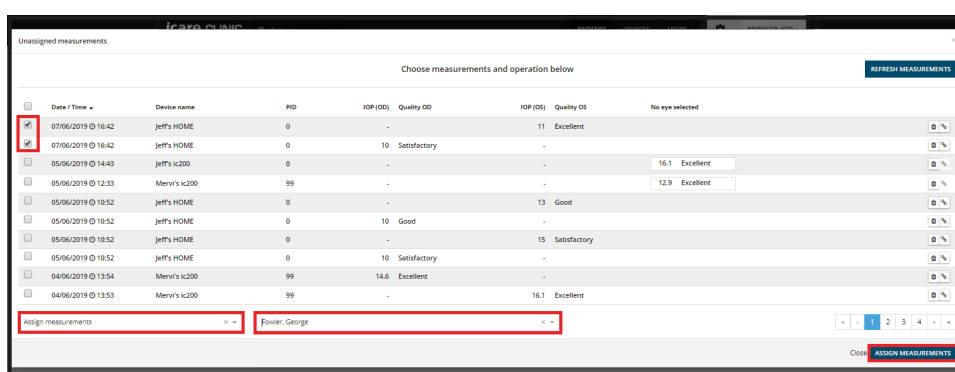 icare CLINIC
PATIENTS DEVICES USERS
Unassigned measurements
Choose measurements and operation below
REFRESH MEASUREMENTS
Date / Time Device name PID IOP (OD) Quality OD IOP (OS) Quality OS No eye selected
07/06/2019 16:42 Jeff's HOME 0 - 11 Excellent
07/06/2019 16:42 Jeff's HOME 0 10 Satisfactory -
05/06/2019 14:43 Jeff's ic200 0 - - 16.1 Excellent
05/06/2019 12:33 Mervi's ic200 99 - - 12.9 Excellent
05/06/2019 10:52 Jeff's HOME 0 - 13 Good
05/06/2019 10:52 Jeff's HOME 0 10 Good -
05/06/2019 10:52 Jeff's HOME 0 - 15 Satisfactory
05/06/2019 10:52 Jeff's HOME 0 10 Satisfactory -
04/06/2019 13:54 Mervi's ic200 99 14.6 Excellent -
04/06/2019 13:53 Mervi's ic200 99 - 16.1 Excellent
Assign measurements × Fowler, George × « ‹ 1 2 3 4 › »
Close ASSIGN MEASUREMENTS